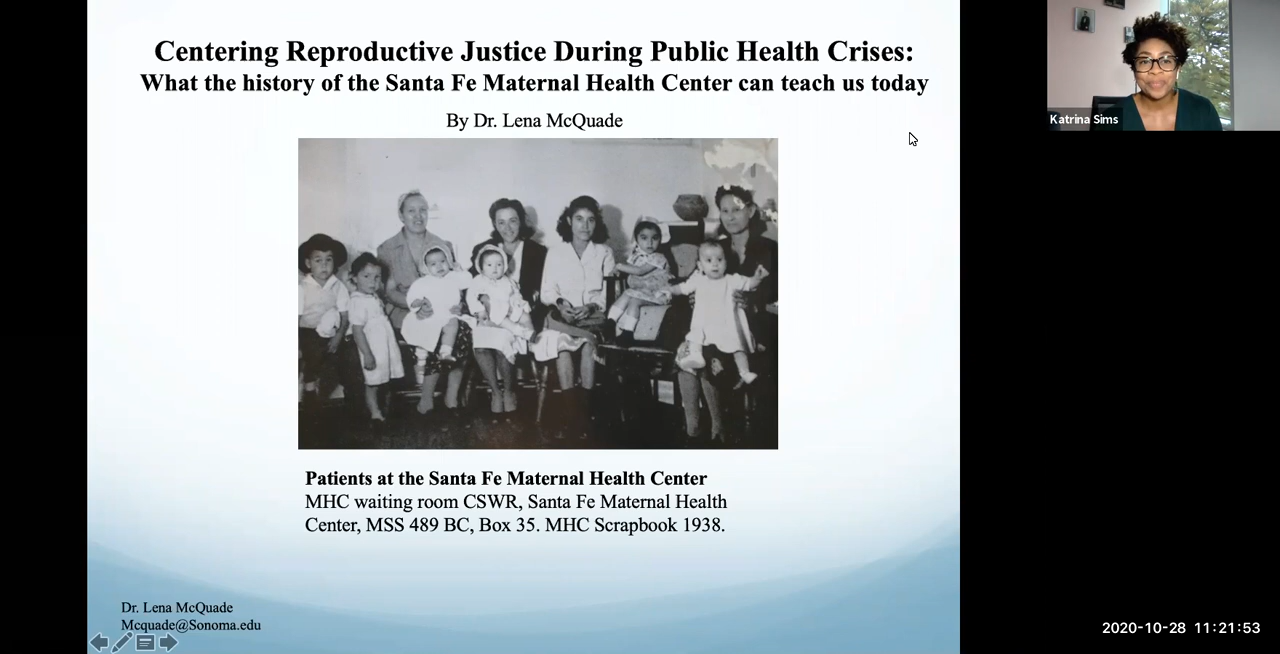 Centering Reproductive Justice During Public Health Crises:
What the history of the Santa Fe Maternal Health Center can teach us today
By Dr. Lena McQuade
Katrina Sims
Patients at the Santa Fe Maternal Health Center
MHC waiting room CSWR, Santa Fe Maternal Health
Center, MSS 489 BC, Box 35. MHC Scrapbook 1938.
Dr. Lena McQuade
Mcquade@Sonoma.edu
2020-10-28 11:21:53